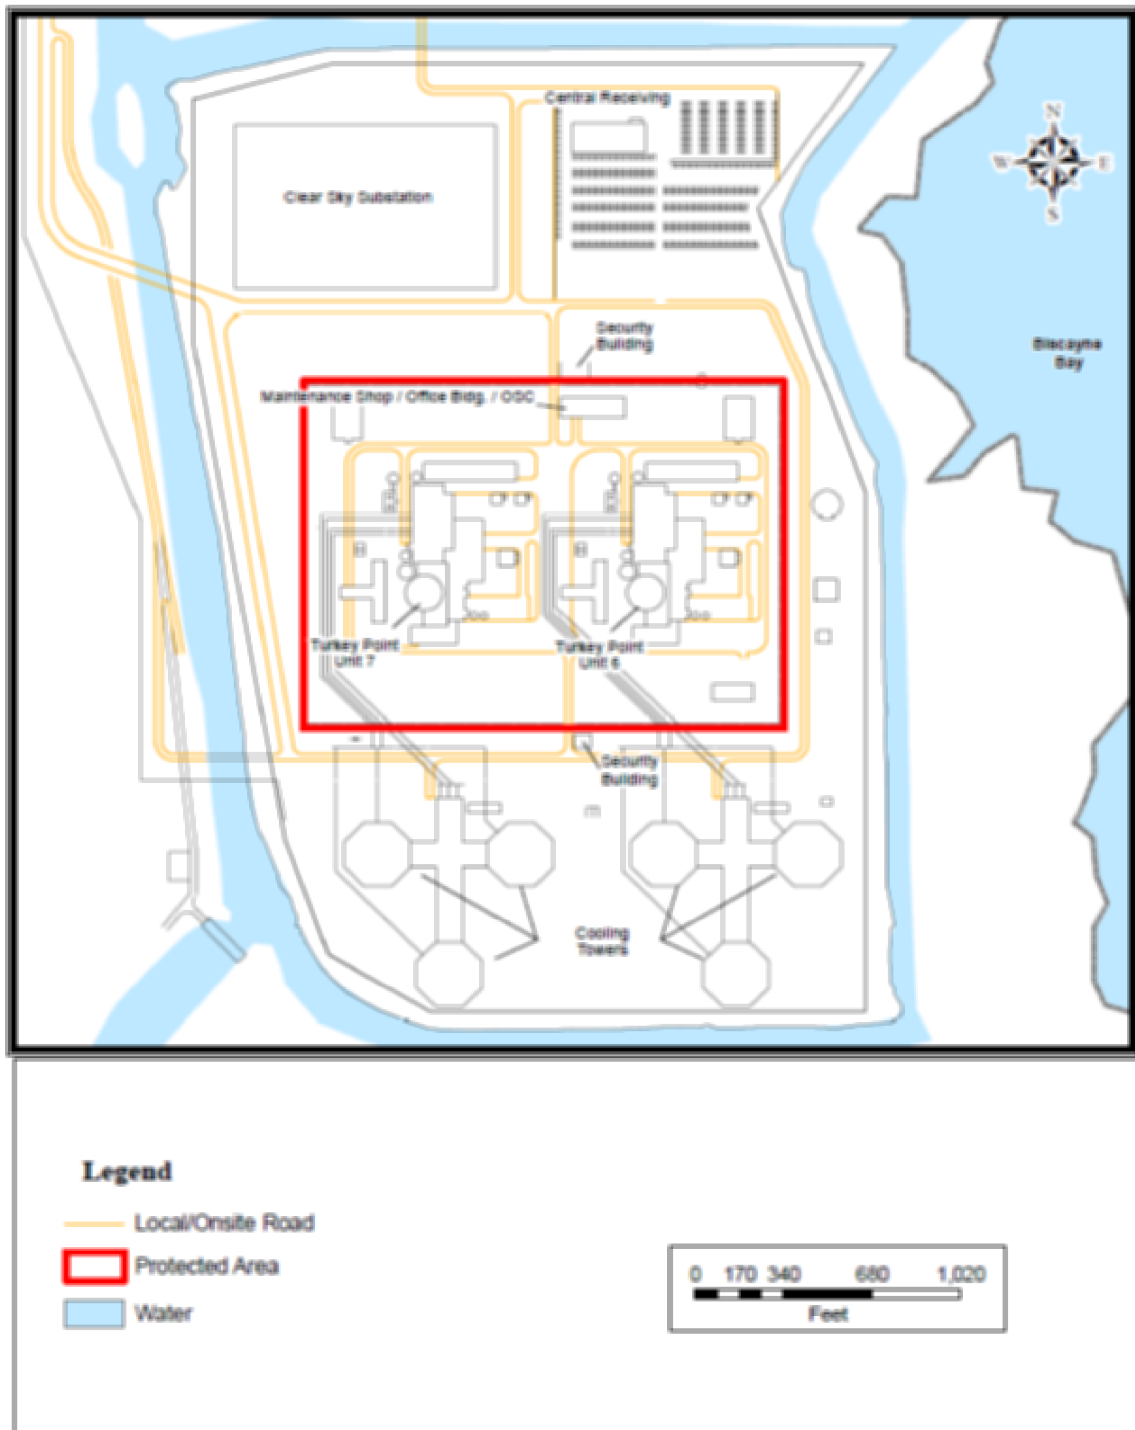 Central Receiving
N
W
E
S
Clear Sky Substation
Security
Building
Biscayne
Bay
Maintenance Shop / Office Bldg. / OSC
Turkey Point
Unit 7
Turkey Point
Unit 6
Security
Building
Cooling
Towers
Legend
Local/Onsite Road
Protected Area
Water
0 170 340 680 1,020
Feet